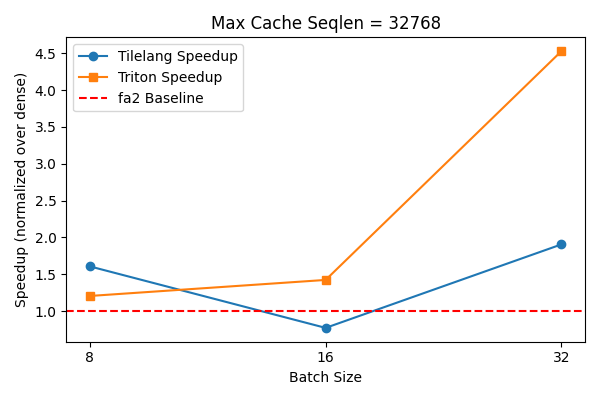 Max Cache Seqlen = 32768
Tilelang Speedup
Triton Speedup
fa2 Baseline
Speedup (normalized over dense)
4.5
4.0
3.5
3.0
2.5
2.0
1.5
1.0
8
16
32
Batch Size